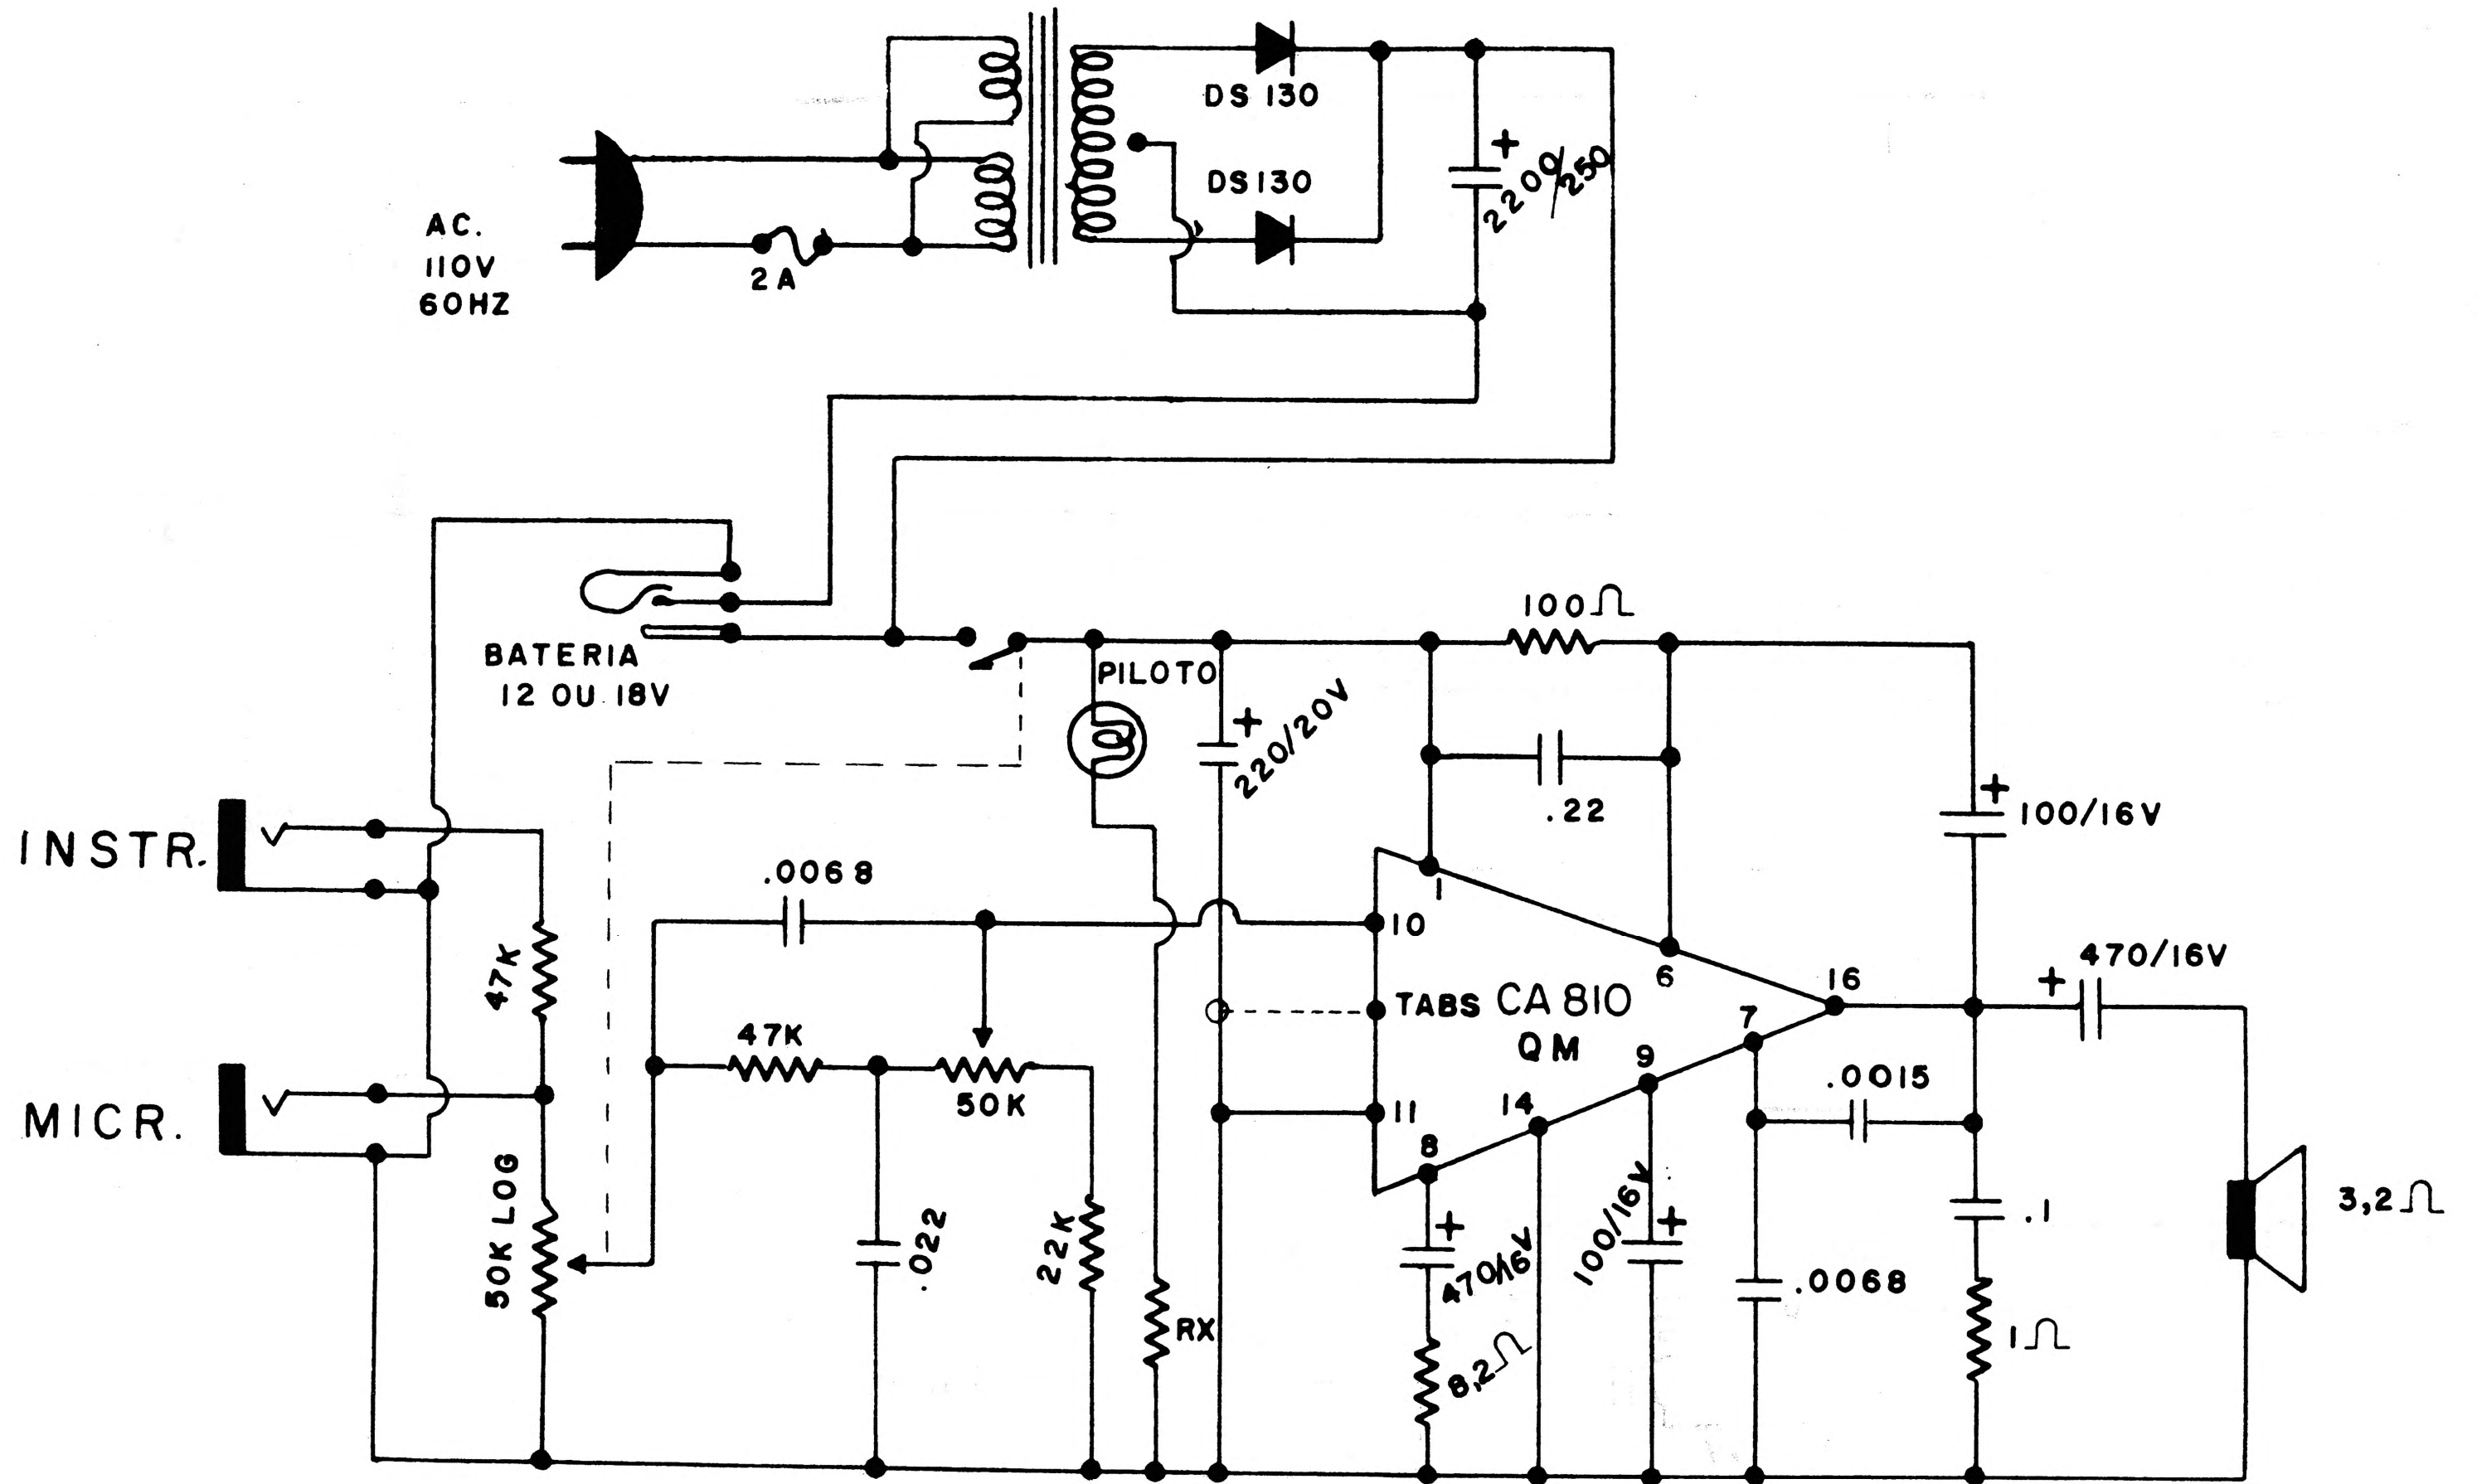 DS 130
DS 130
2200/250
AC.
110V
60HZ
2A
BATERIA
12 OU 18V
PILOTO
220/20V
100Ω
.22
100/16V
INSTR.
47K
.0068
10
1
6
16
470/16V
TABS CA 810
QM
7
9
14
11
8
47K
50K
.0015
MICR.
50K LOG
.022
22K
RX
470/16V
8,2Ω
100/16V
.0068
.1
1Ω
3,2Ω